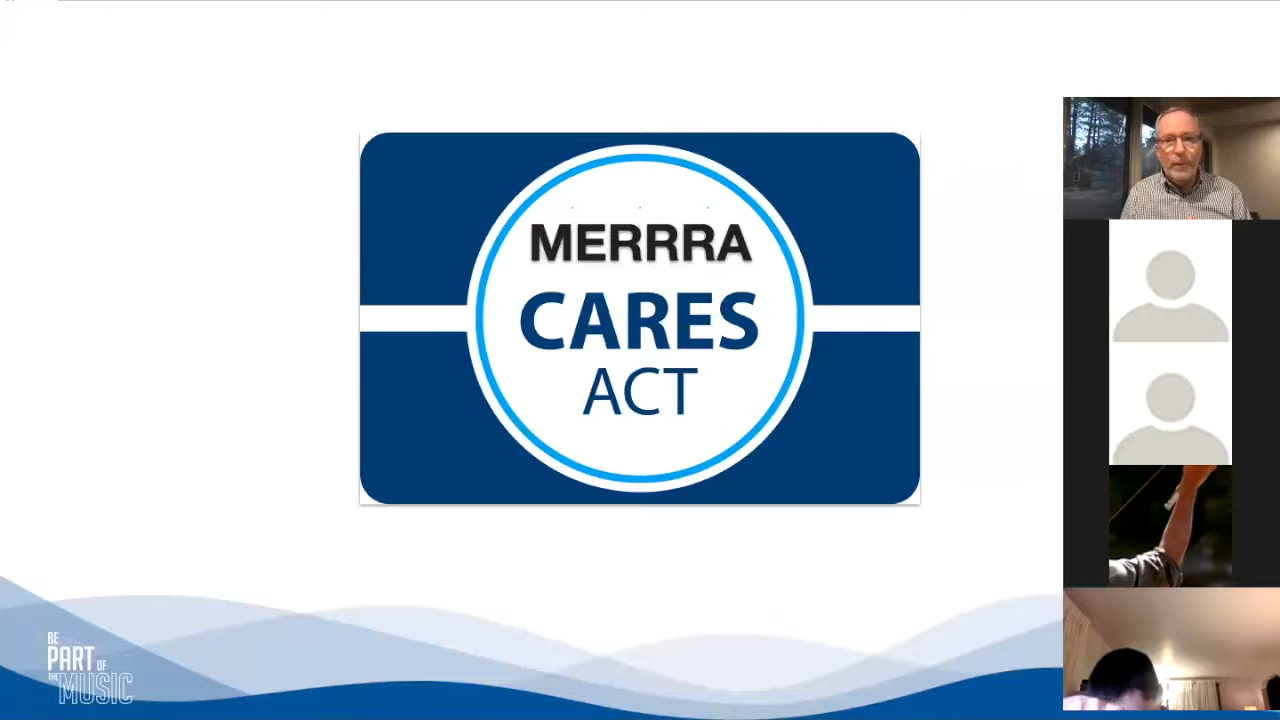 MERRRA
CARES
ACT
BE
PART OF
THE MUSIC